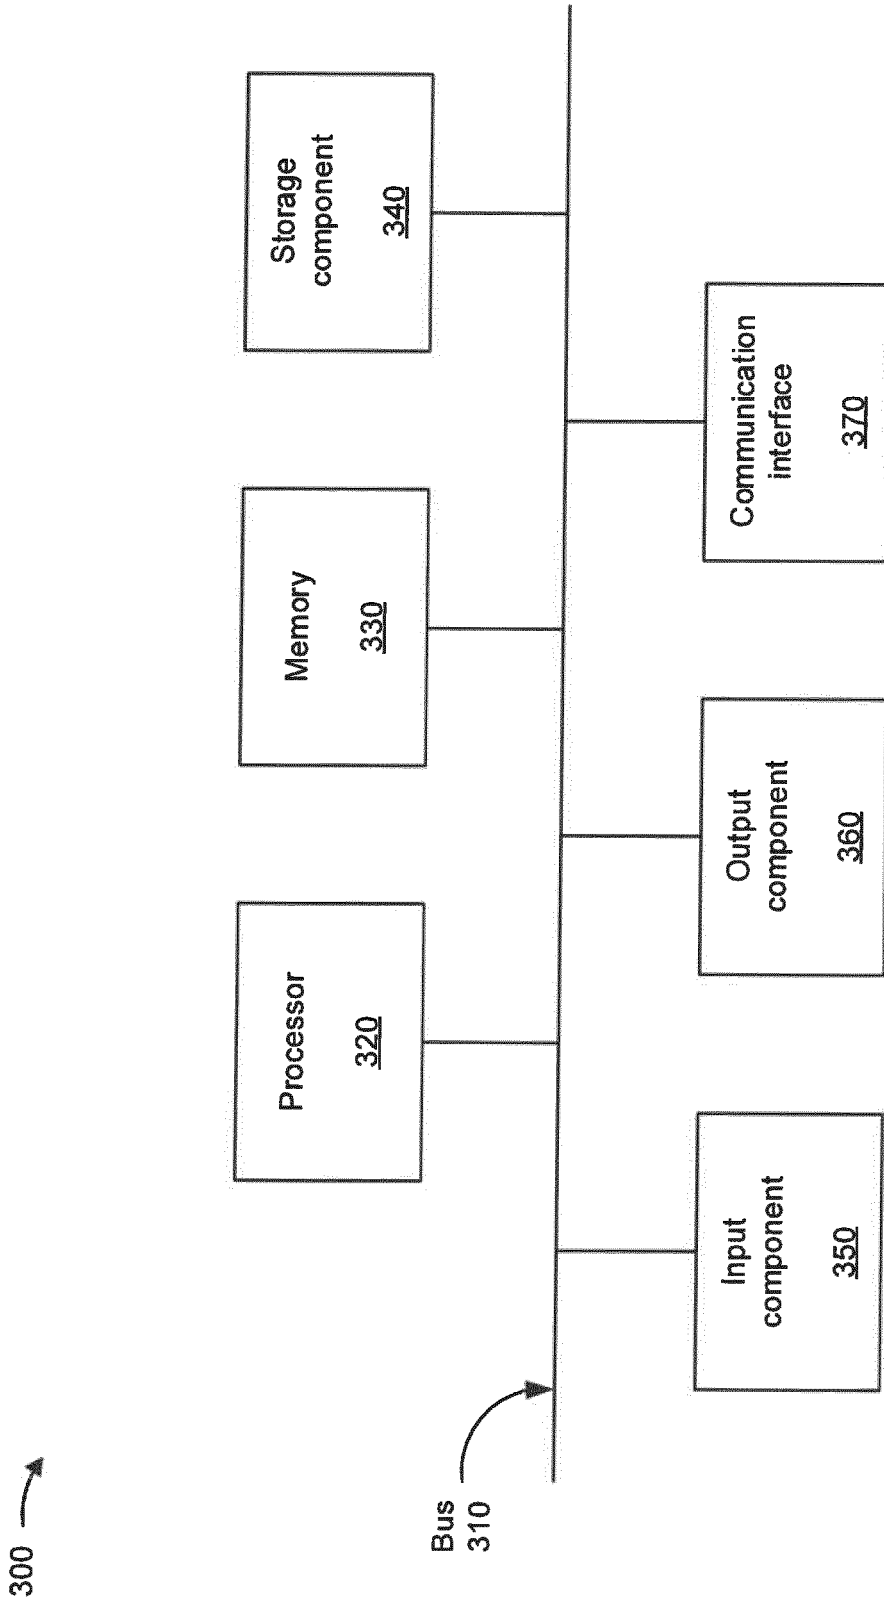 300
Bus
310
Processor
320
Memory
330
Storage
component
340
Input
component
350
Output
component
360
Communication
interface
370